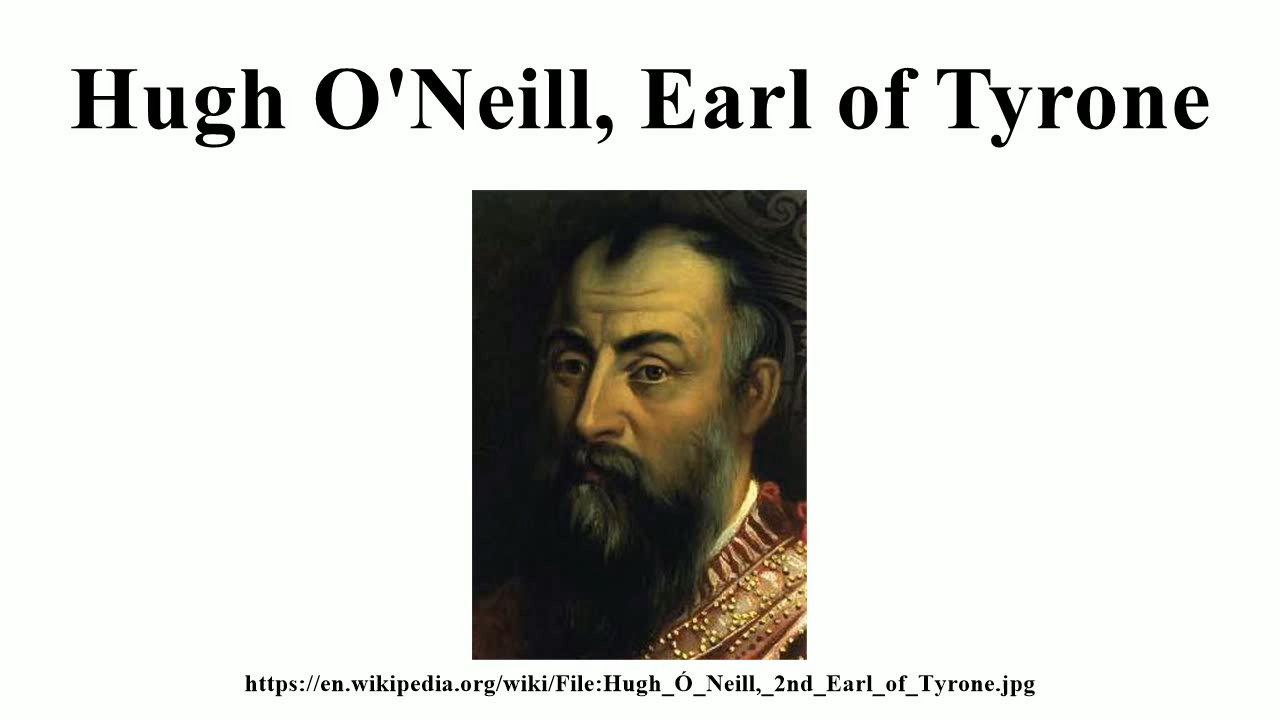 Hugh O'Neill, Earl of Tyrone
https://en.wikipedia.org/wiki/File:Hugh_Ó_Neill,_2nd_Earl_of_Tyrone.jpg